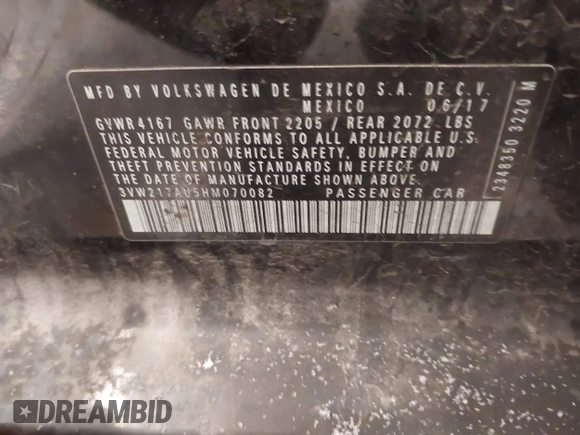 MFD BY VOLKSWAGEN DE MEXICO S.A. DE C.V.
MEXICO 06/17
GVWR4167 GAWR FRONT 2205 / REAR 2072 LBS
THIS VEHICLE CONFORMS TO ALL APPLICABLE U.S.
FEDERAL MOTOR VEHICLE SAFETY, BUMPER AND
THEFT PREVENTION STANDARDS IN EFFECT ON
THE DATE OF MANUFACTURE SHOWN ABOVE.
3VW217AU5HM070082 PASSENGER CAR
2348350 3220 M
DREAMBID